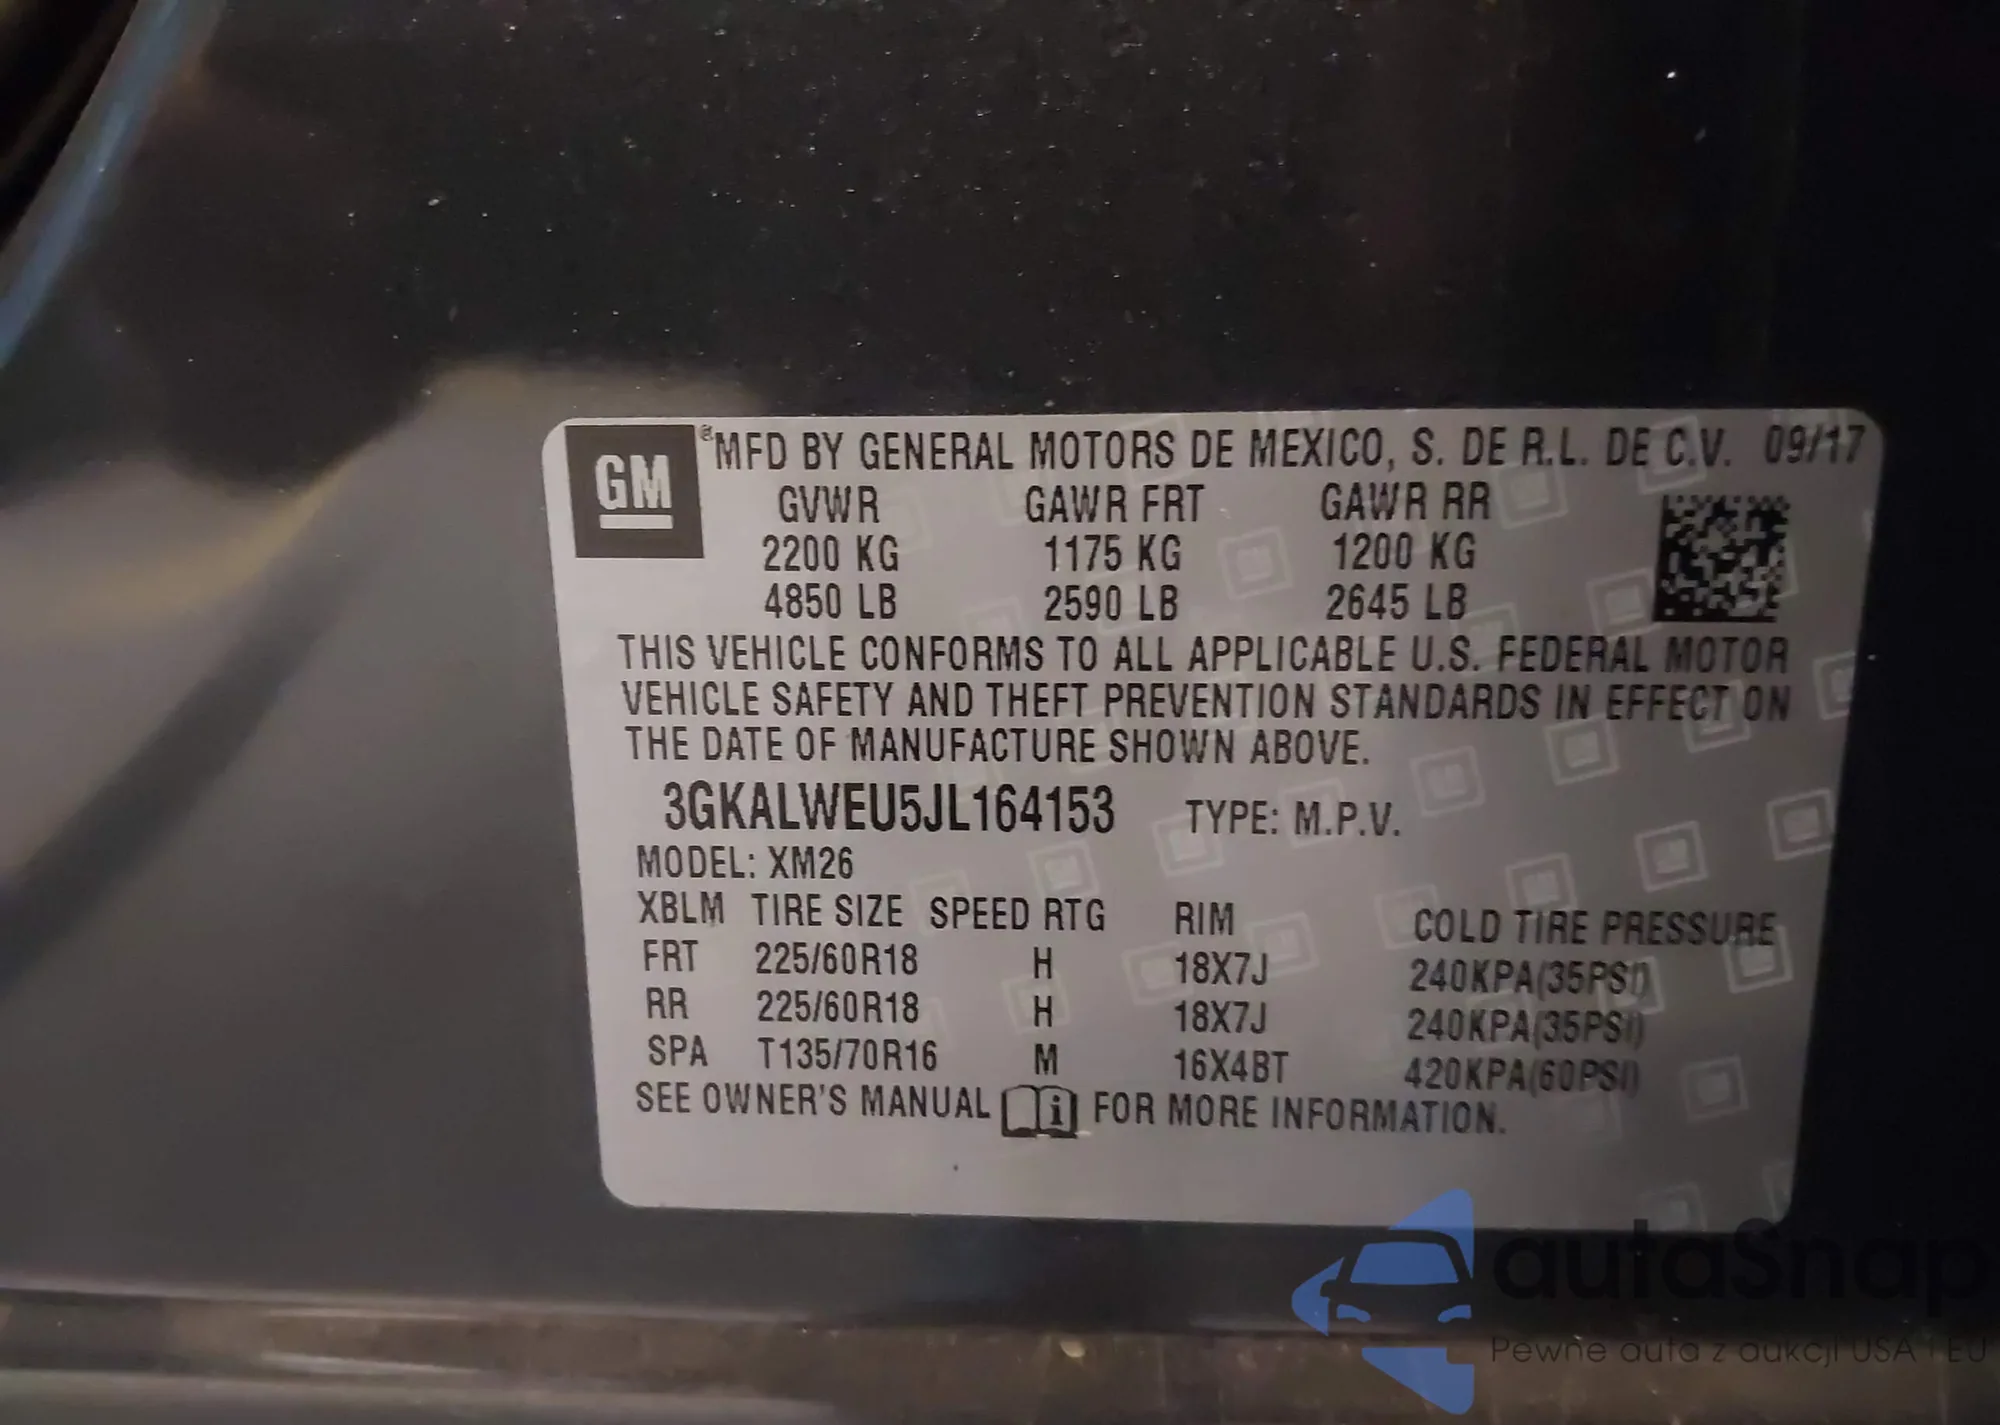 GM ®MFD BY GENERAL MOTORS DE MEXICO, S. DE R.L. DE C.V. 09/17
GVWR GAWR FRT GAWR RR
2200 KG 1175 KG 1200 KG
4850 LB 2590 LB 2645 LB
THIS VEHICLE CONFORMS TO ALL APPLICABLE U.S. FEDERAL MOTOR
VEHICLE SAFETY AND THEFT PREVENTION STANDARDS IN EFFECT ON
THE DATE OF MANUFACTURE SHOWN ABOVE.
3GKALWEU5JL164153 TYPE: M.P.V.
MODEL: XM26
XBLM TIRE SIZE SPEED RTG RIM COLD TIRE PRESSURE
FRT 225/60R18 H 18X7J 240KPA(35PSI)
RR 225/60R18 H 18X7J 240KPA(35PSI)
SPA T135/70R16 M 16X4BT 420KPA(60PSI)
SEE OWNER'S MANUAL i FOR MORE INFORMATION.
autaSnap
Pewne auta z aukcji USA i EU